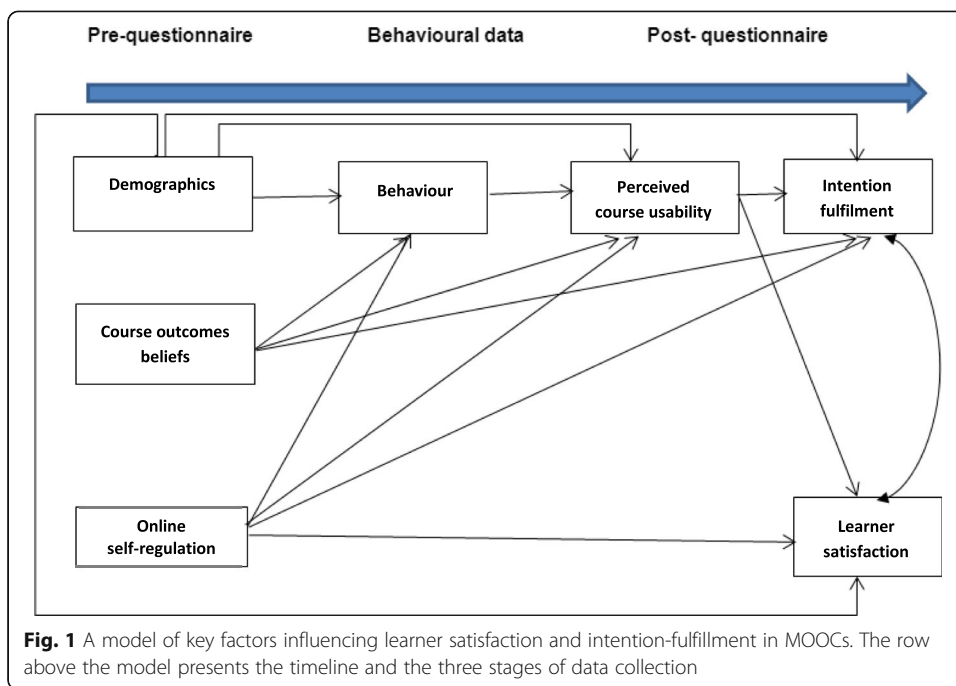 Pre-questionnaire Behavioural data Post- questionnaire
Demographics
Behaviour
Perceived
course usability
Intention
fulfilment
Course outcomes
beliefs
Online
self-regulation
Learner
satisfaction
Fig. 1 A model of key factors influencing learner satisfaction and intention-fulfillment in MOOCs. The row
above the model presents the timeline and the three stages of data collection